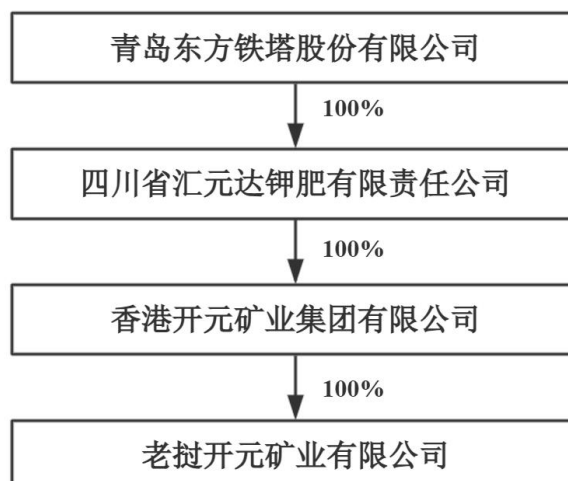 青岛东方铁塔股份有限公司
100%
四川省汇元达钾肥有限责任公司
100%
香港开元矿业集团有限公司
100%
老挝开元矿业有限公司